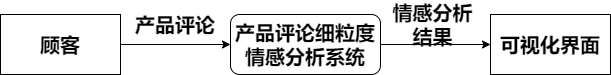 顾客
产品评论
产品评论细粒度
情感分析系统
情感分析
结果
可视化界面